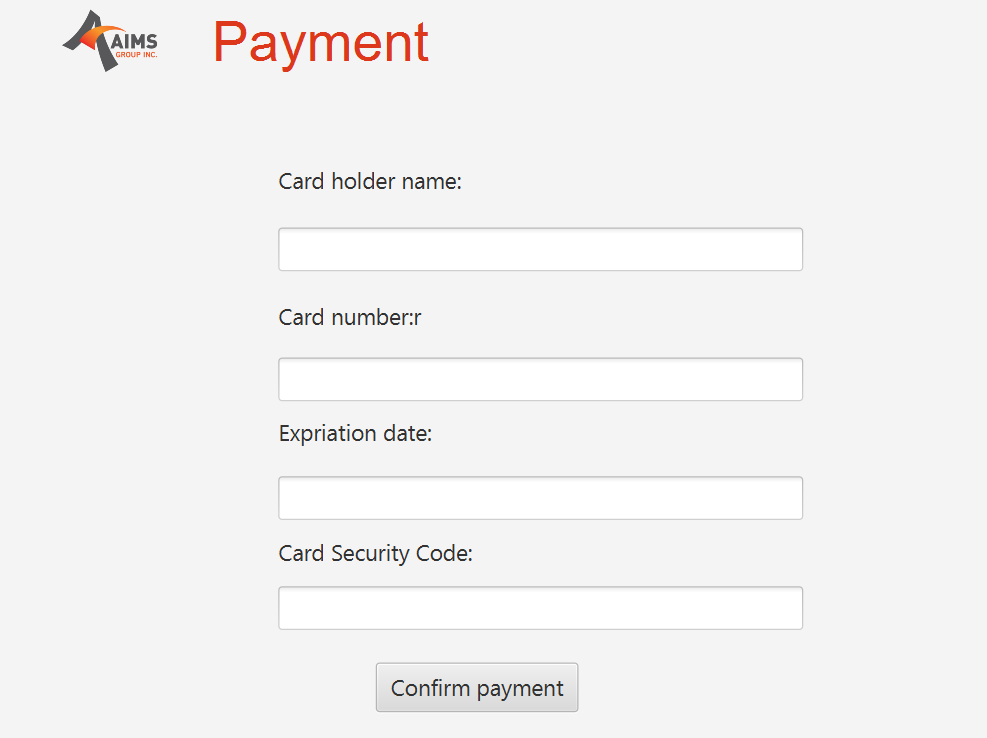 AIMS
GROUP INC.
Payment
Card holder name:
Card number:r
Expriation date:
Card Security Code:
Confirm payment